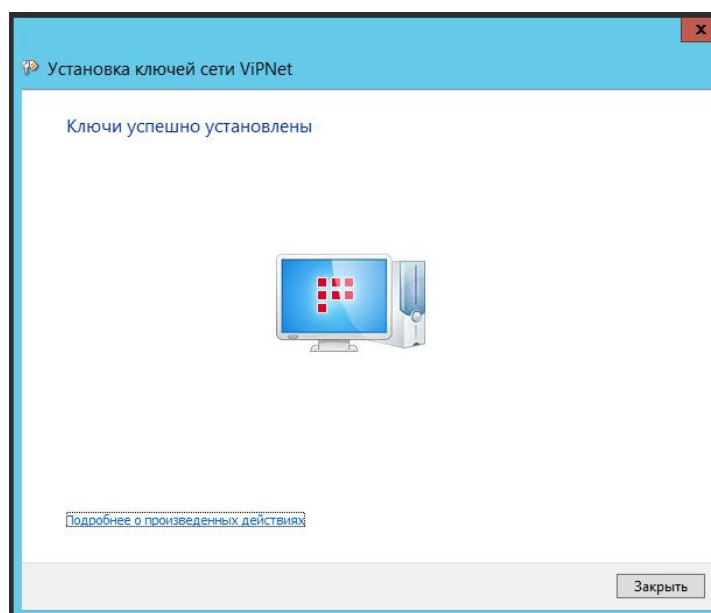 x
Установка ключей сети ViPNet
Ключи успешно установлены
Подробнее о произведенных действиях
Закрыть